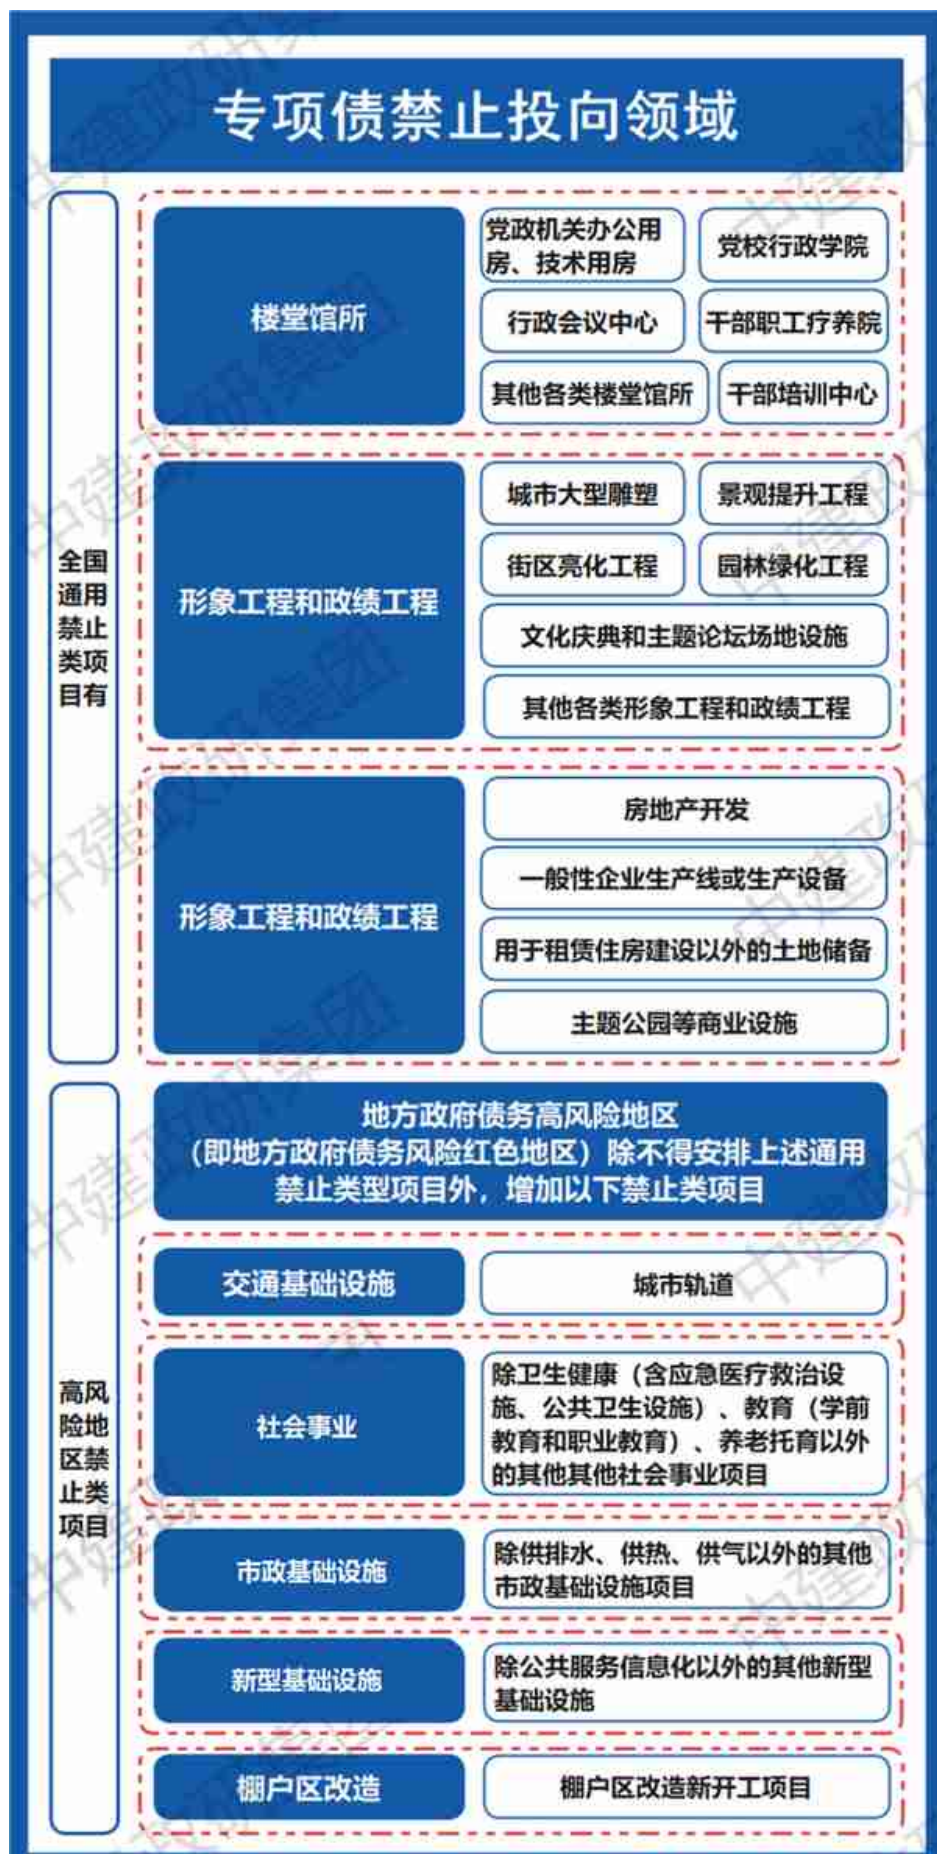 专项债禁止投向领域
全国
通用
禁止
类项
目有
楼堂馆所
党政机关办公用
房、技术用房
党校行政学院
行政会议中心
干部职工疗养院
其他各类楼堂馆所
干部培训中心
形象工程和政绩工程
城市大型雕塑
景观提升工程
街区亮化工程
园林绿化工程
文化庆典和主题论坛场地设施
其他各类形象工程和政绩工程
形象工程和政绩工程
房地产开发
一般性企业生产线或生产设备
用于租赁住房建设以外的土地储备
主题公园等商业设施
高风
险地
区禁
止类
项目
地方政府债务高风险地区
（即地方政府债务风险红色地区）除不得安排上述通用
禁止类型项目外，增加以下禁止类项目
交通基础设施
城市轨道
社会事业
除卫生健康（含应急医疗救治设
施、公共卫生设施）、教育（学前
教育和职业教育）、养老托育以外
的其他其他社会事业项目
市政基础设施
除供排水、供热、供气以外的其他
市政基础设施项目
新型基础设施
除公共服务信息化以外的其他新型
基础设施
棚户区改造
棚户区改造新开工项目
中建政研集团